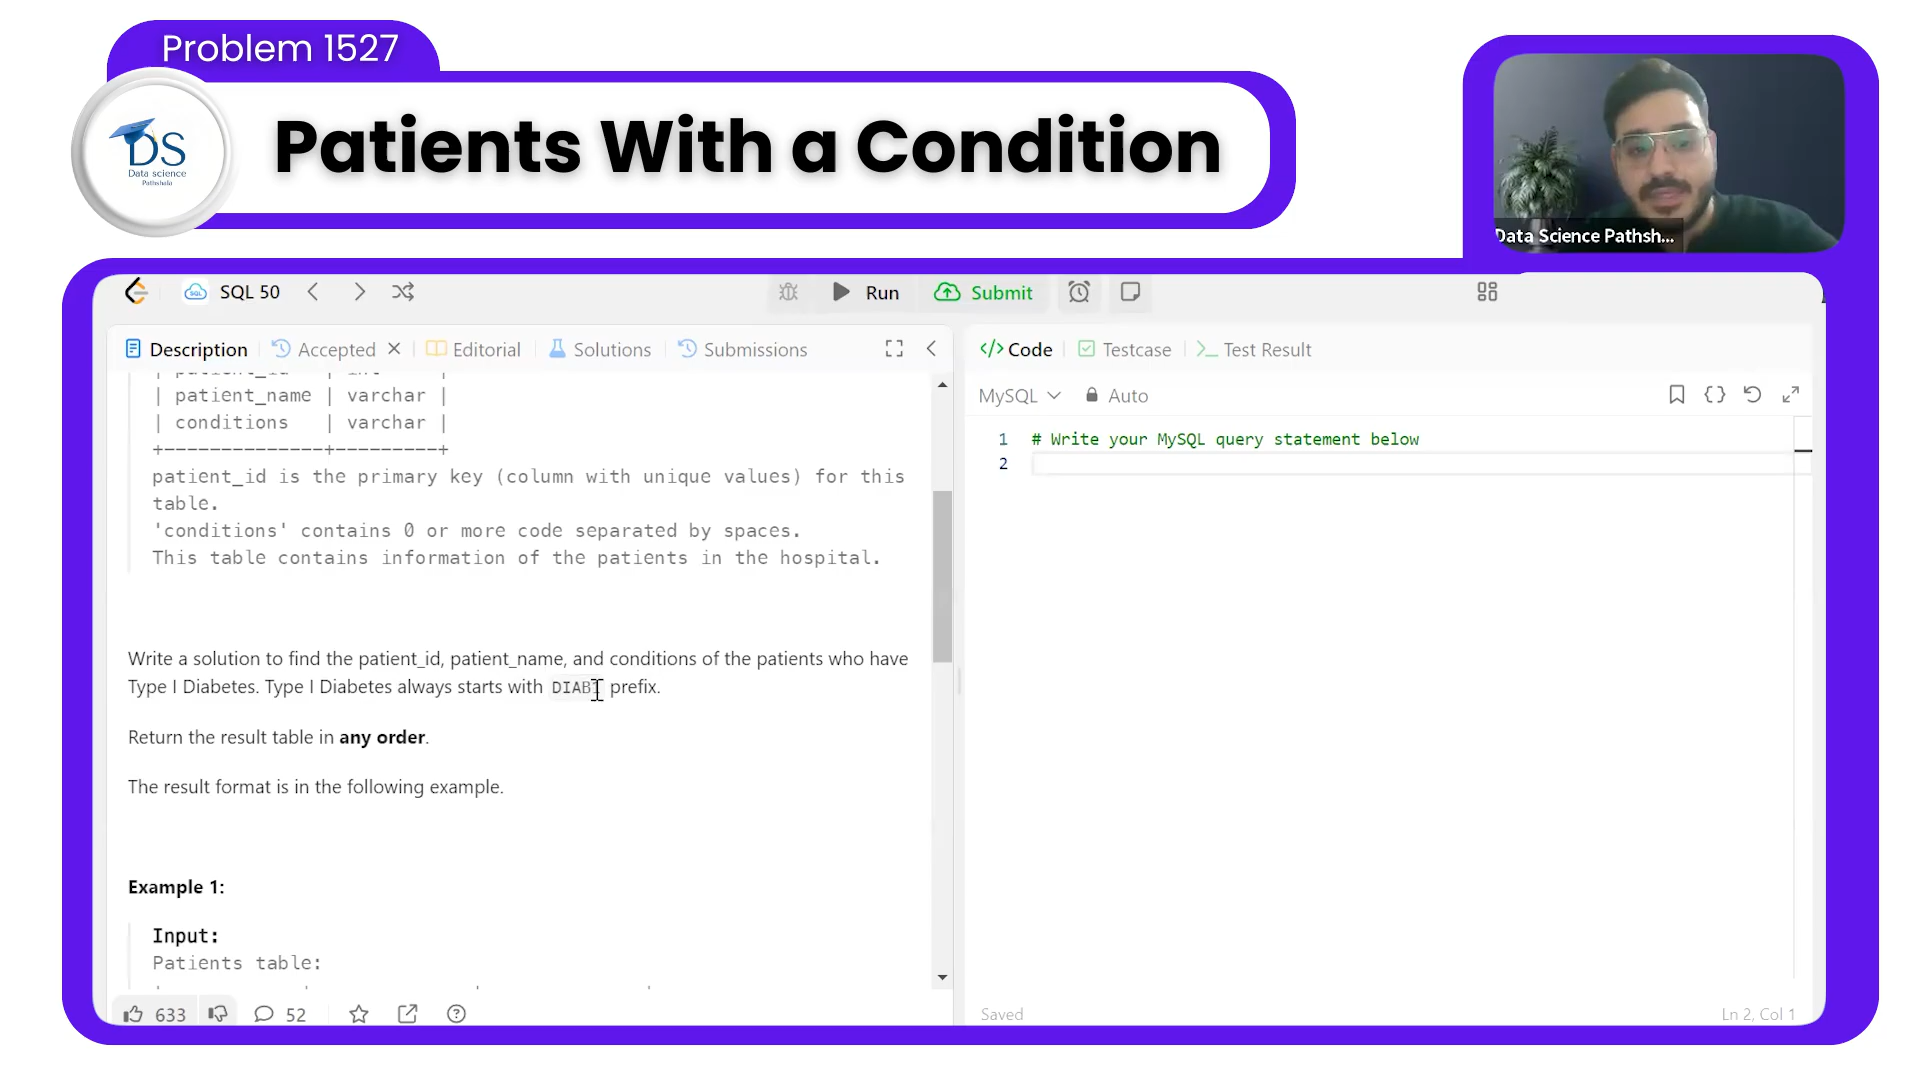 Problem 1527
DS
Data science
Pathshala
Patients With a Condition
Data Science Pathsh...
SQL 50
Run
Submit
Description
Accepted
Editorial
Solutions
Submissions
| patient_id | int |
| patient_name | varchar |
| conditions | varchar |
+--------------+---------+
patient_id is the primary key (column with unique values) for this
table.
'conditions' contains 0 or more code separated by spaces.
This table contains information of the patients in the hospital.
Write a solution to find the patient_id, patient_name, and conditions of the patients who have
Type I Diabetes. Type I Diabetes always starts with DIAB1 prefix.
Return the result table in any order.
The result format is in the following example.
Example 1:
Input:
Patients table:
633
52
Code
Testcase
Test Result
MySQL
Auto
1 # Write your MySQL query statement below
2
Saved
Ln 2, Col 1